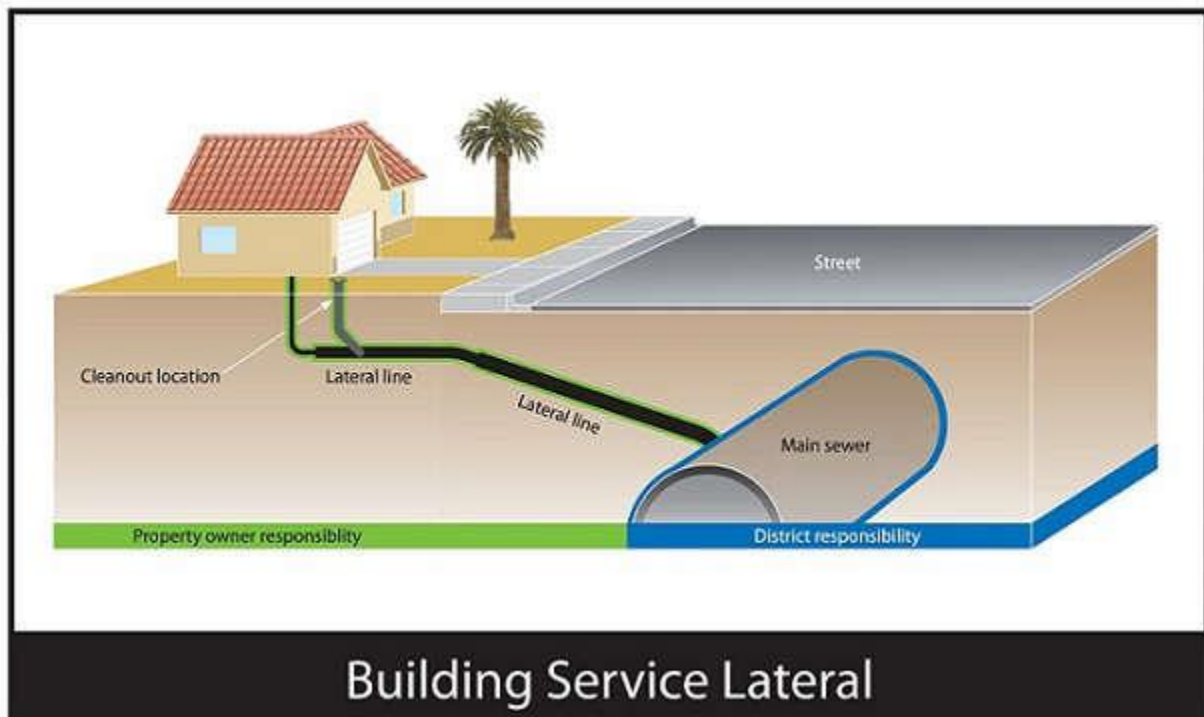 Street
Cleanout location
Lateral line
Lateral line
Main sewer
Property owner responsiblity
District responsibility
Building Service Lateral